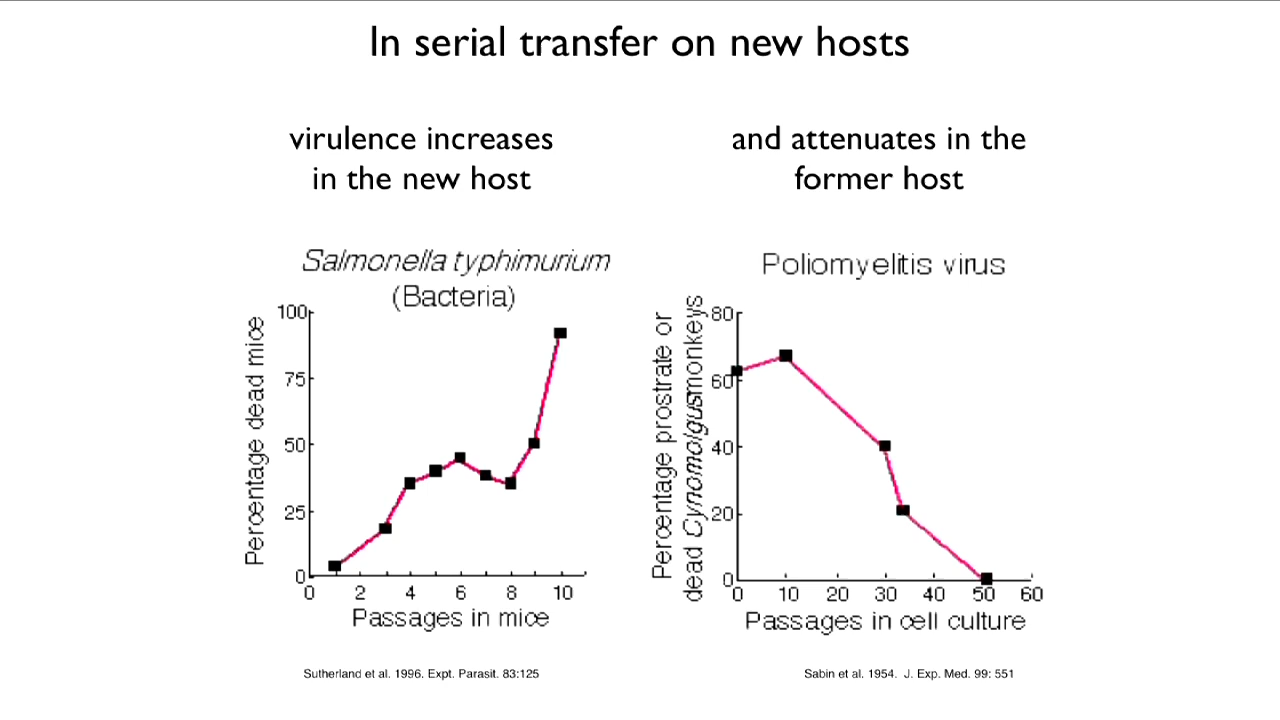 In serial transfer on new hosts
virulence increases
in the new host
and attenuates in the
former host
Salmonella typhimurium
(Bacteria)
Percentage dead mice
100
75
50
25
0
0 2 4 6 8 10
Passages in mice
Sutherland et al. 1996. Expt. Parasit. 83:125
Poliomyelitis virus
Percentage prostrate or
dead Cynomolgusmonkeys
80
60
40
20
0
0 10 20 30 40 50 60
Passages in cell culture
Sabin et al. 1954. J. Exp. Med. 99: 551